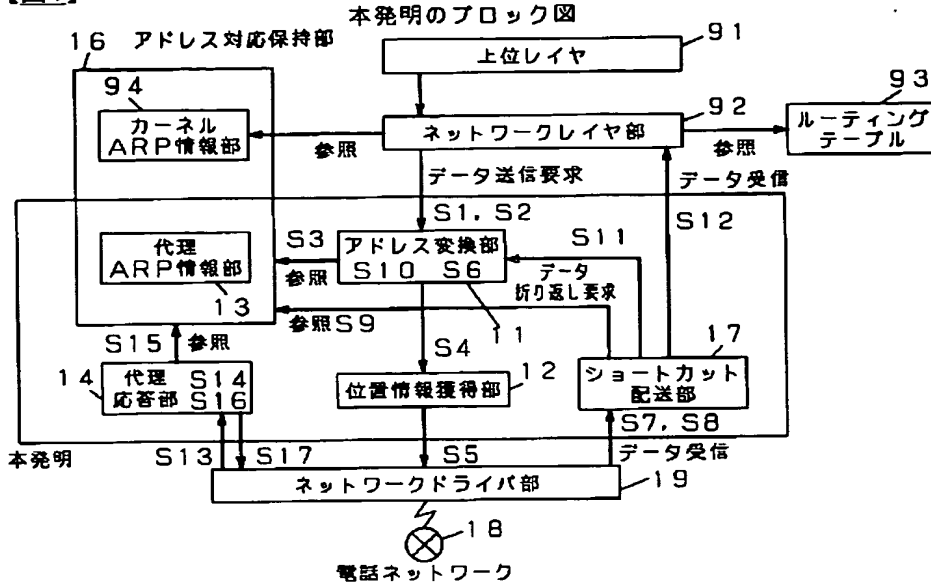 本発明のブロック図
16 アドレス対応保持部
上位レイヤ
91
94
カーネル
ARP情報部
参照
ネットワークレイヤ部
92
参照
93
ルーティング
テーブル
データ送信要求
データ受信
S1, S2
S12
代理
ARP情報部
13
S3
参照
アドレス変換部
S10 S6
11
S11
データ
折り返し要求
参照S9
S15 参照
S4
17
14
代理 S14
応答部 S16
位置情報獲得部
12
ショートカット
配送部
S7, S8
本発明
S13
S17
S5
データ受信
ネットワークドライバ部
19
18
電話ネットワーク